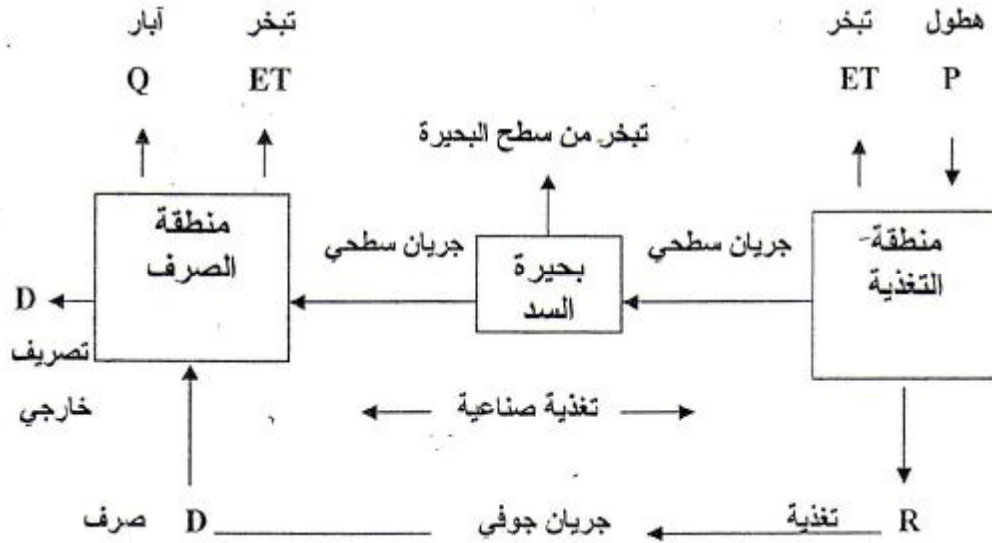 هطول تبخر تبخر آبار
P ET ET Q
تبخر من سطح البحيرة
منطقة
التغذية
جريان سطحي
بحيرة
السد
جريان سطحي
منطقة
الصرف
D
تصريف
خارجي
تغذية صناعية
R تغذية جريان جوفي D صرف